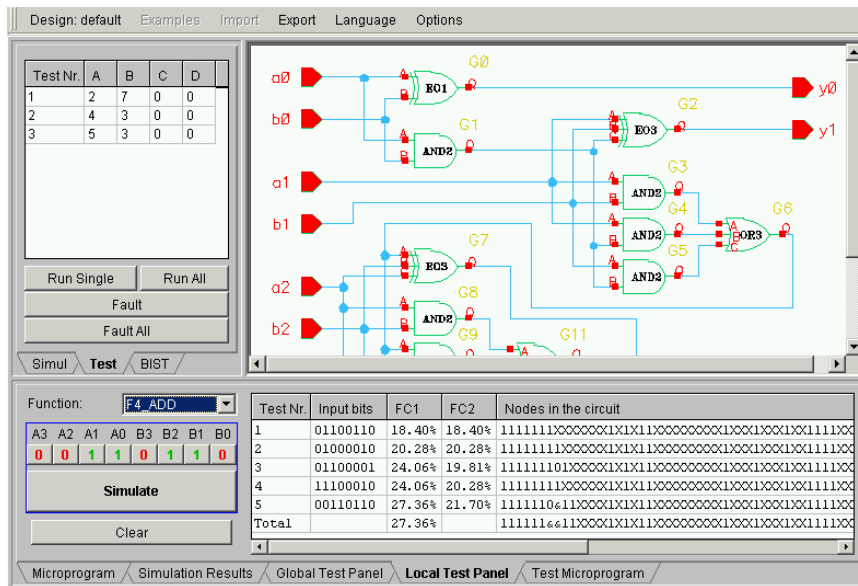 Design: default Examples Import Export Language Options
Test Nr. A B C D
1 2 7 0 0
2 4 3 0 0
3 5 3 0 0
Run Single Run All
Fault
Fault All
Simul Test BIST
a0
b0
a1
b1
a2
b2
G0
A
B
EO1
Q
y0
G1
A
B
AND2
Q
G2
A
B
C
EO3
Q
y1
G3
A
B
AND2
Q
G4
A
B
AND2
Q
G5
A
B
AND2
Q
G6
A
B
C
OR3
Q
G7
A
B
C
EO3
Q
G8
A
B
AND2
Q
G9
A
AND2
Q
G11
A
Function: F4_ADD
A3 A2 A1 A0 B3 B2 B1 B0
0 0 1 1 0 1 1 0
Simulate
Clear
Test Nr. Input bits FC1 FC2 Nodes in the circuit
1 01100110 18.40% 18.40%
2 01000010 20.28% 20.28%
3 01100001 24.06% 19.81%
4 11100010 24.06% 20.28%
5 00110110 27.36% 21.70%
Total 27.36%
Microprogram Simulation Results Global Test Panel Local Test Panel Test Microprogram